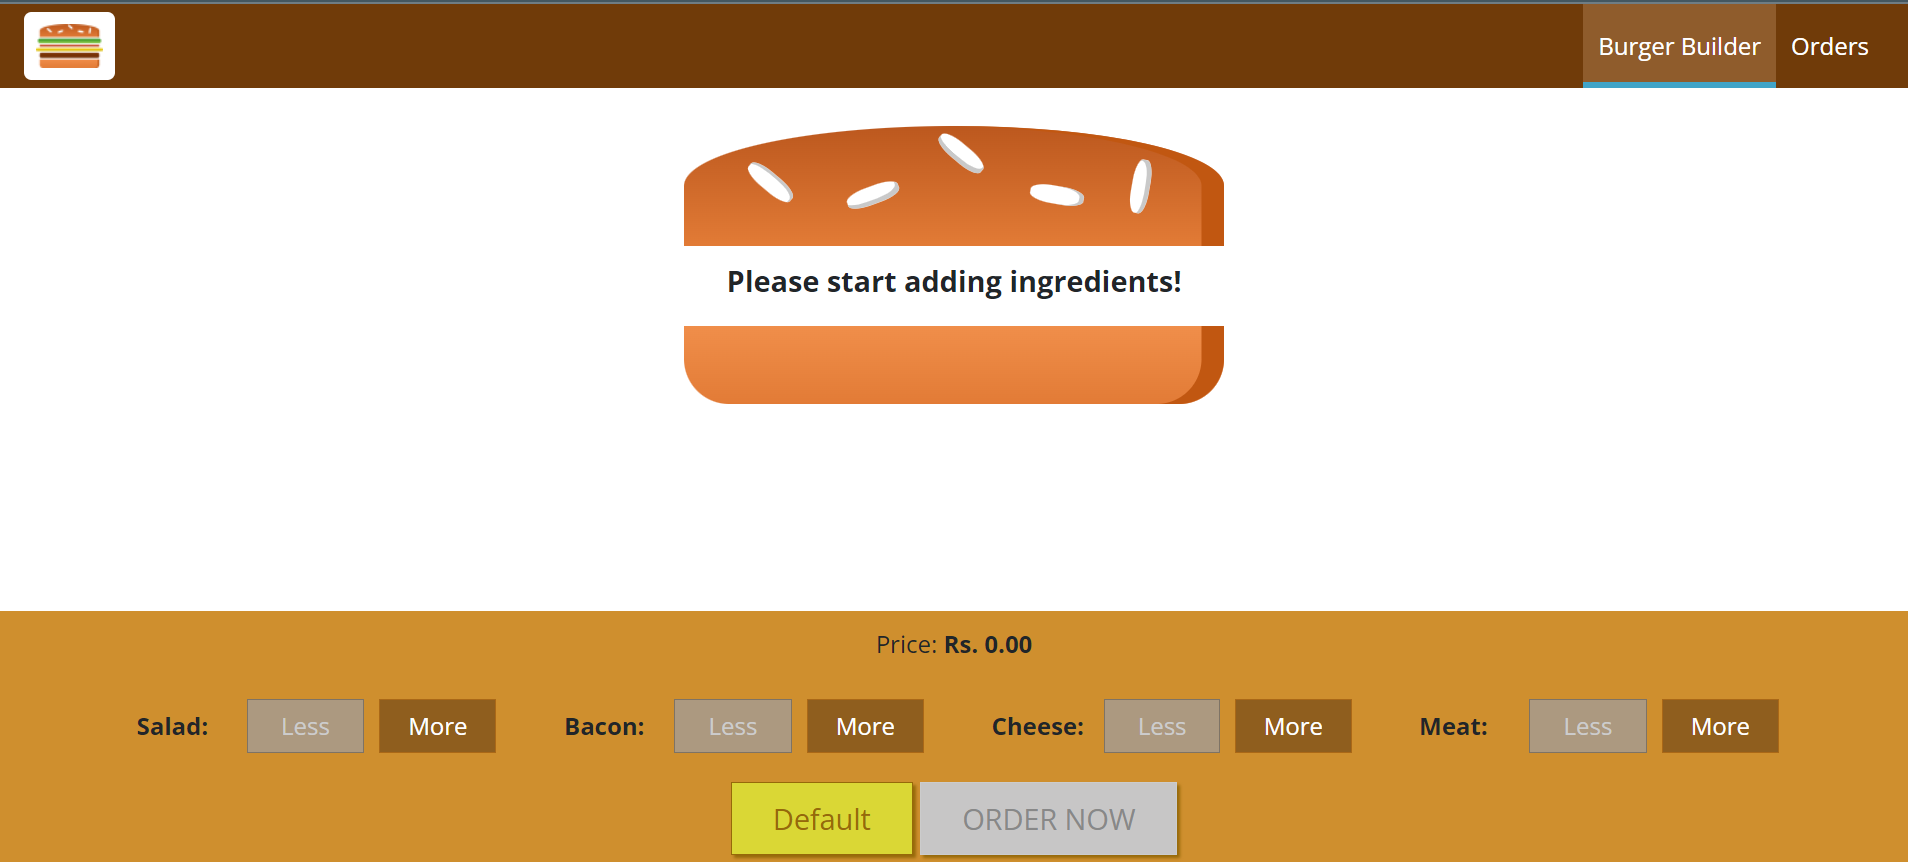 Burger Builder Orders
Please start adding ingredients!
Price: Rs. 0.00
Salad: Less More Bacon: Less More Cheese: Less More Meat: Less More
Default ORDER NOW